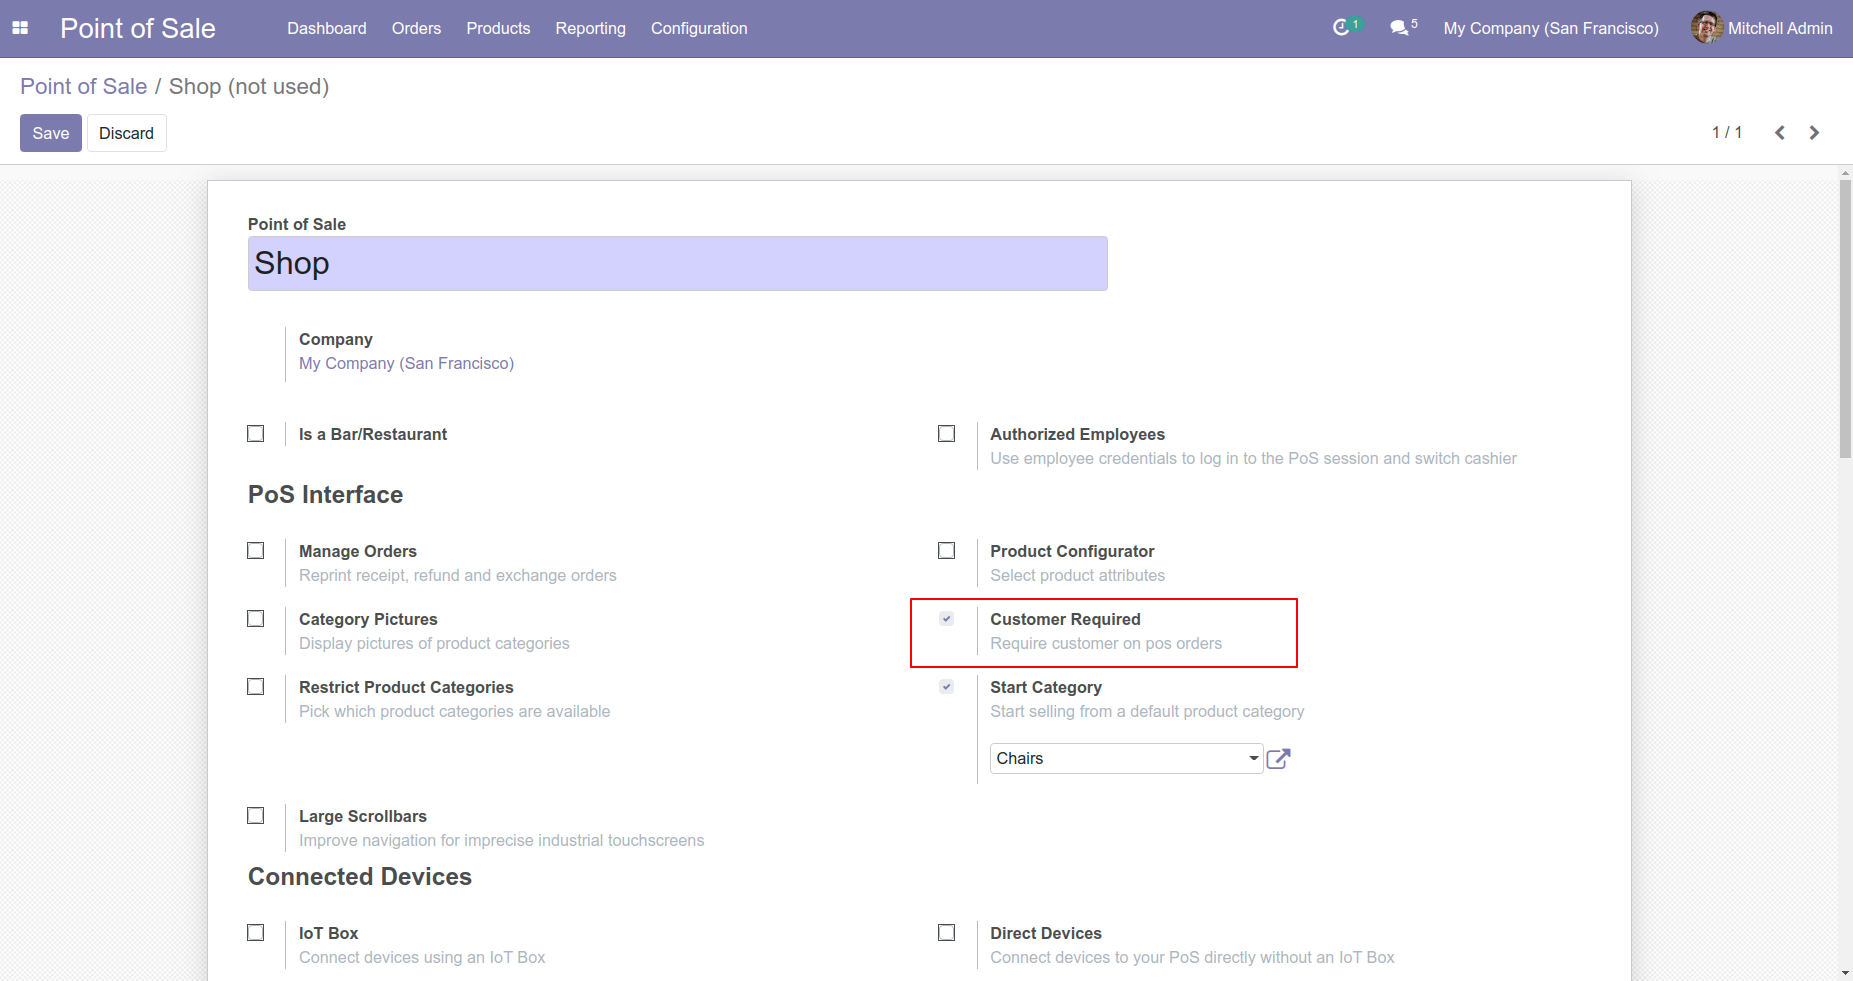 Point of Sale Dashboard Orders Products Reporting Configuration 1 5 My Company (San Francisco) Mitchell Admin
Point of Sale / Shop (not used)
Save Discard 1 / 1
Point of Sale
Shop
Company
My Company (San Francisco)
Is a Bar/Restaurant
Authorized Employees
Use employee credentials to log in to the PoS session and switch cashier
PoS Interface
Manage Orders
Reprint receipt, refund and exchange orders
Product Configurator
Select product attributes
Category Pictures
Display pictures of product categories
Customer Required
Require customer on pos orders
Restrict Product Categories
Pick which product categories are available
Start Category
Start selling from a default product category
Chairs
Large Scrollbars
Improve navigation for imprecise industrial touchscreens
Connected Devices
IoT Box
Connect devices using an IoT Box
Direct Devices
Connect devices to your PoS directly without an IoT Box